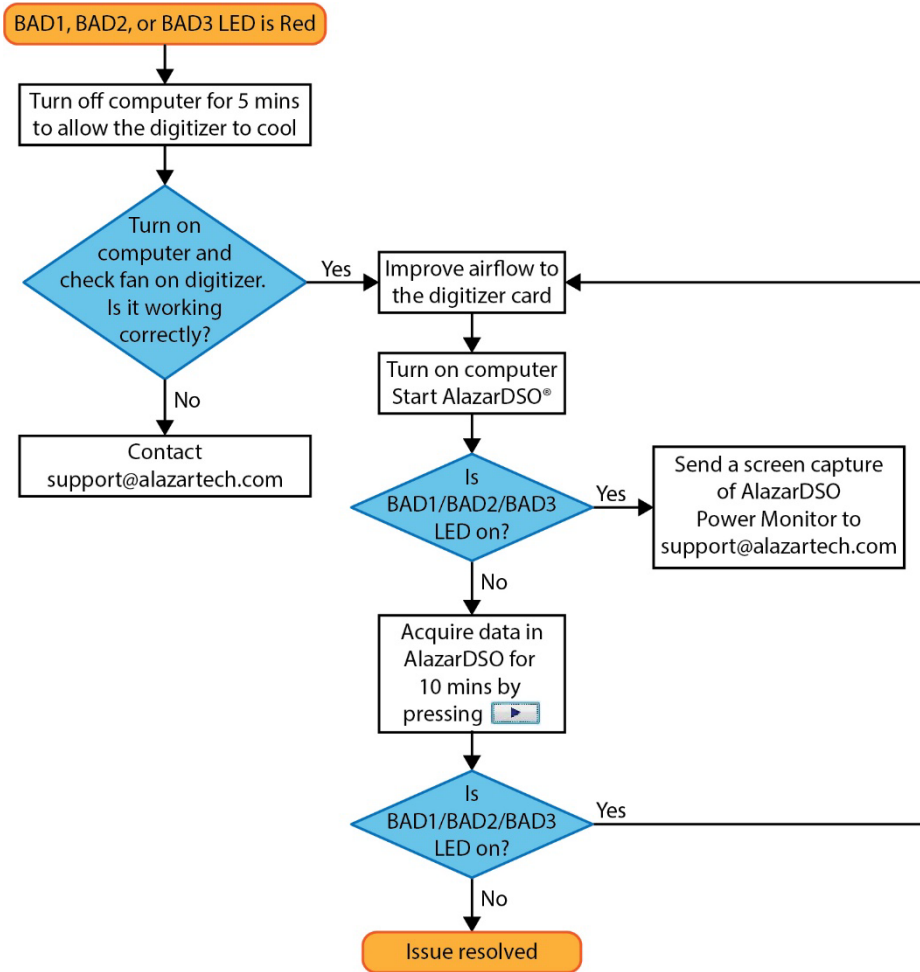 BAD1, BAD2, or BAD3 LED is Red
Turn off computer for 5 mins
to allow the digitizer to cool
Turn on
computer and
check fan on digitizer.
Is it working
correctly?
Yes
No
Contact
support@alazartech.com
Improve airflow to
the digitizer card
Turn on computer
Start AlazarDSO®
Is
BAD1/BAD2/BAD3
LED on?
Yes
Send a screen capture
of AlazarDSO
Power Monitor to
support@alazartech.com
No
Acquire data in
AlazarDSO for
10 mins by
pressing
Is
BAD1/BAD2/BAD3
LED on?
Yes
No
Issue resolved